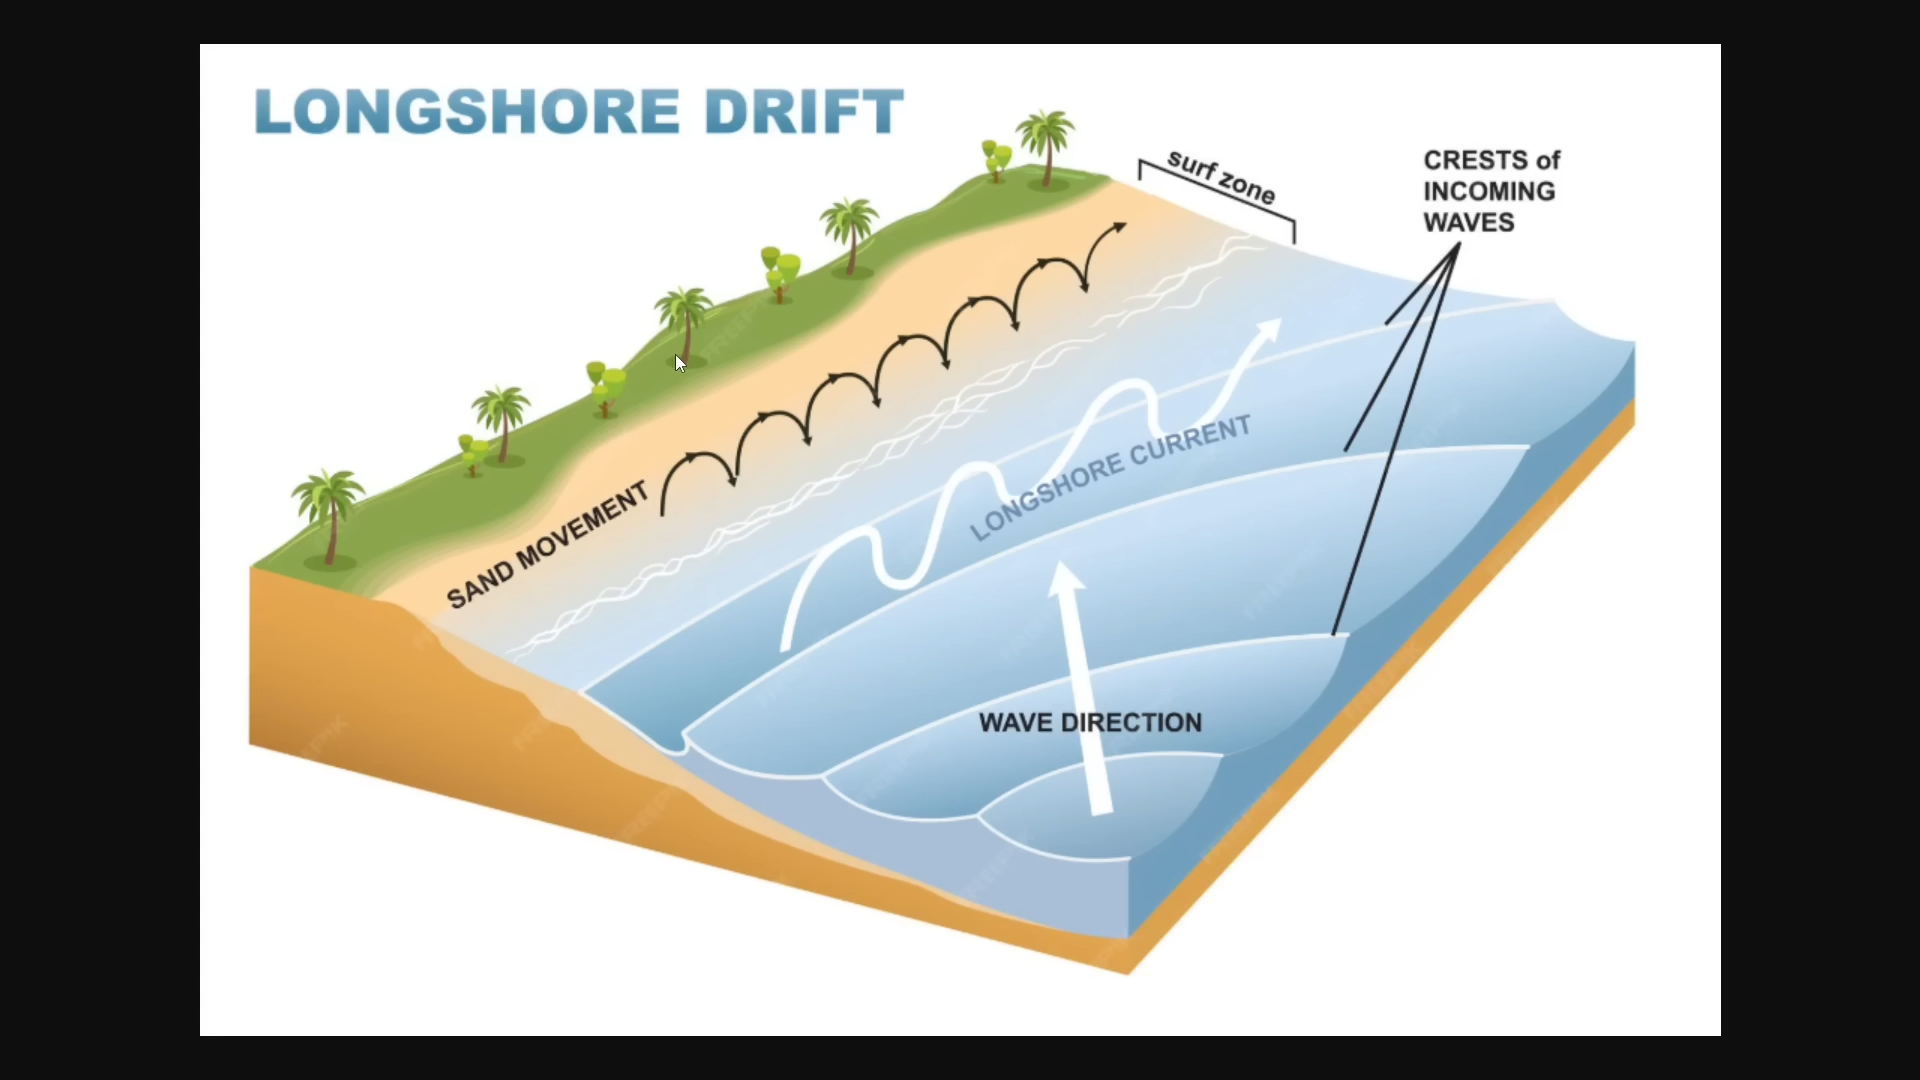 LONGSHORE DRIFT
surf zone
CRESTS of
INCOMING
WAVES
SAND MOVEMENT
LONGSHORE CURRENT
WAVE DIRECTION